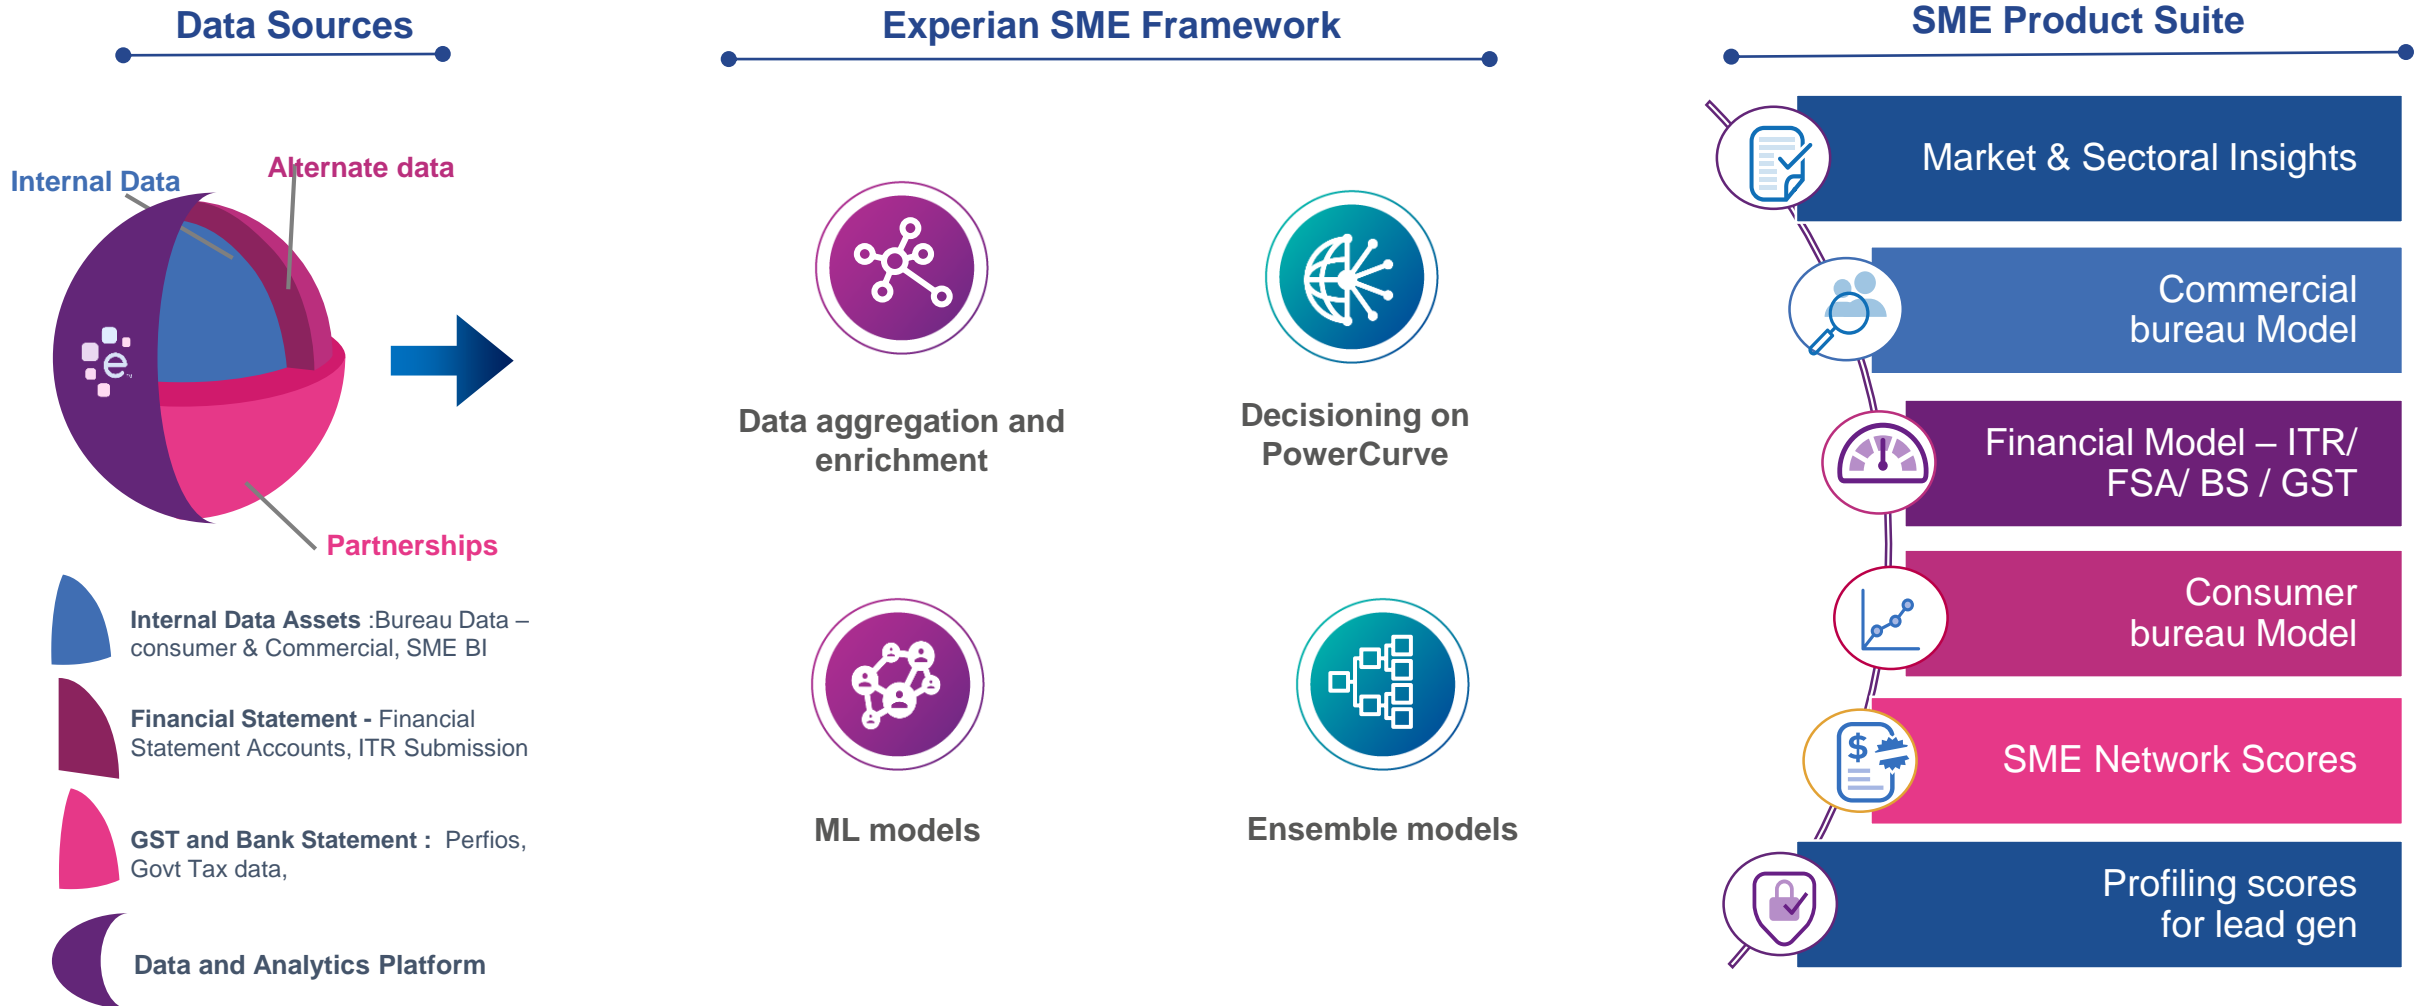 Data Sources
Internal Data
Alternate data
e
Partnerships
Internal Data Assets :Bureau Data –
consumer & Commercial, SME BI
Financial Statement - Financial
Statement Accounts, ITR Submission
GST and Bank Statement : Perfios,
Govt Tax data,
Data and Analytics Platform
Experian SME Framework
Data aggregation and
enrichment
Decisioning on
PowerCurve
ML models
Ensemble models
SME Product Suite
Market & Sectoral Insights
Commercial
bureau Model
Financial Model – ITR/
FSA/ BS / GST
Consumer
bureau Model
$
SME Network Scores
Profiling scores
for lead gen